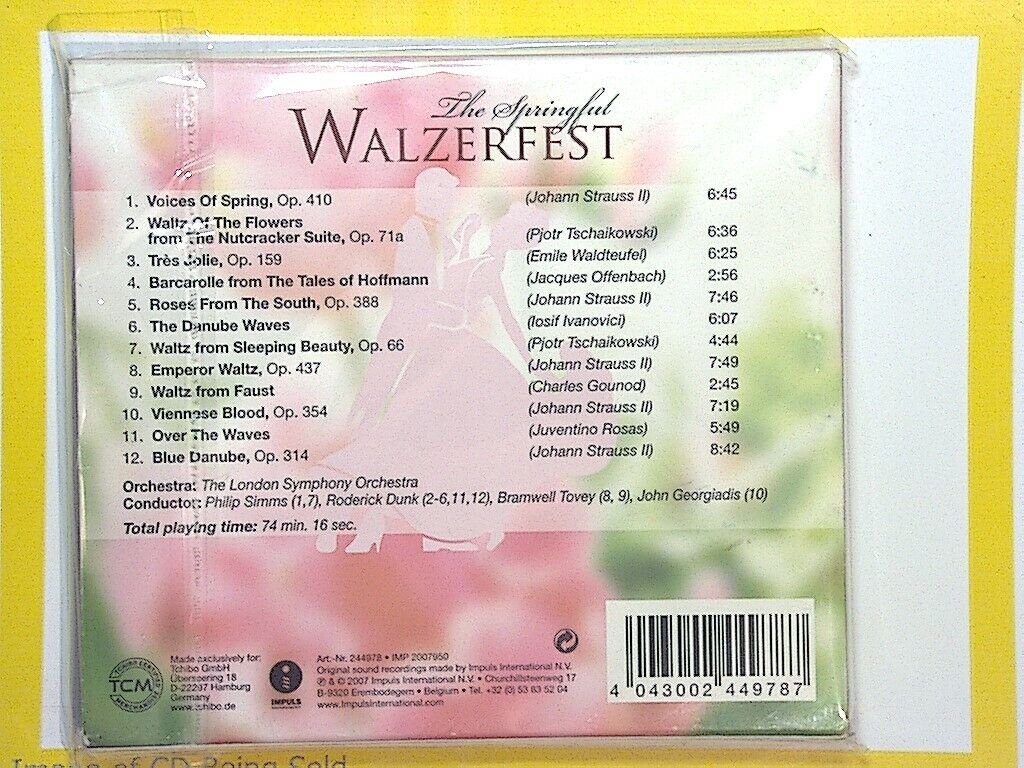 The Springful
WALZERFEST
1. Voices Of Spring, Op. 410 (Johann Strauss II) 6:45
2. Waltz Of The Flowers
from The Nutcracker Suite, Op. 71a (Pjotr Tschaikowski) 6:36
3. Très Jolie, Op. 159 (Emile Waldteufel) 6:25
4. Barcarolle from The Tales of Hoffmann (Jacques Offenbach) 2:56
5. Roses From The South, Op. 388 (Johann Strauss II) 7:46
6. The Danube Waves (Iosif Ivanovici) 6:07
7. Waltz from Sleeping Beauty, Op. 66 (Pjotr Tschaikowski) 4:44
8. Emperor Waltz, Op. 437 (Johann Strauss II) 7:49
9. Waltz from Faust (Charles Gounod) 2:45
10. Viennese Blood, Op. 354 (Johann Strauss II) 7:19
11. Over The Waves (Juventino Rosas) 5:49
12. Blue Danube, Op. 314 (Johann Strauss II) 8:42
Orchestra: The London Symphony Orchestra
Conductor: Philip Simms (1,7), Roderick Dunk (2-6,11,12), Bramwell Tovey (8, 9), John Georgiadis (10)
Total playing time: 74 min. 16 sec.
TCHIBO CERTIFIED
TCM
MERCHANDISE
Made exclusively for:
Tchibo GmbH
Überseering 18
D-22297 Hamburg
Germany
www.tchibo.de
IMPULS
Art.-Nr. 244978 • IMP 2007950
Original sound recordings made by Impuls International N.V.
℗ & © 2007 Impuls International N.V. • Churchillsteenweg 17
B-9320 Erembodegem • Belgium • Tel. +32 (0) 53 83 52 04
www.ImpulsInternational.com
4 043002 449787
Image of CD Being Sold